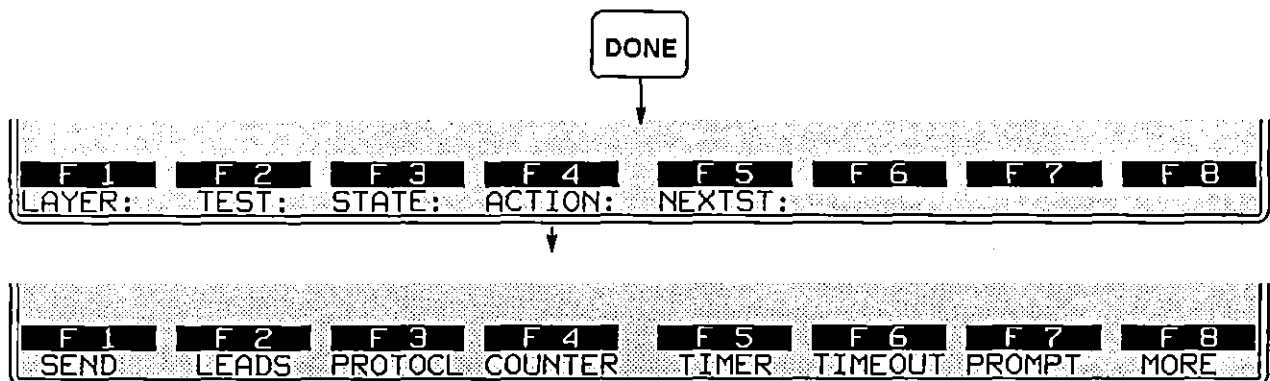 DONE
F 1 F 2 F 3 F 4 F 5 F 6 F 7 F 8
LAYER: TEST: STATE: ACTION: NEXTST:
F 1 F 2 F 3 F 4 F 5 F 6 F 7 F 8
SEND LEADS PROTOCL COUNTER TIMER TIMEOUT PROMPT MORE